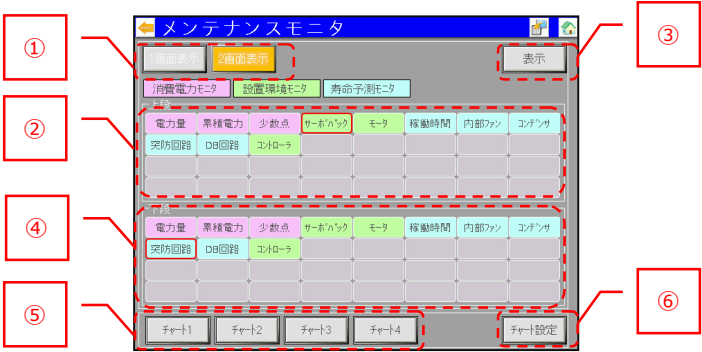 メンテナンスモニタ
①
③
1画面表示 2画面表示 表示
消費電力モニタ 設置環境モニタ 寿命予測モニタ
②
上段
電力量 累積電力 少数点 サーボパック モータ 稼働時間 内部ファン コンデンサ
突防回路 DB回路 コントローラ
④
下段
電力量 累積電力 少数点 サーボパック モータ 稼働時間 内部ファン コンデンサ
突防回路 DB回路 コントローラ
⑤
⑥
チャート1 チャート2 チャート3 チャート4 チャート設定